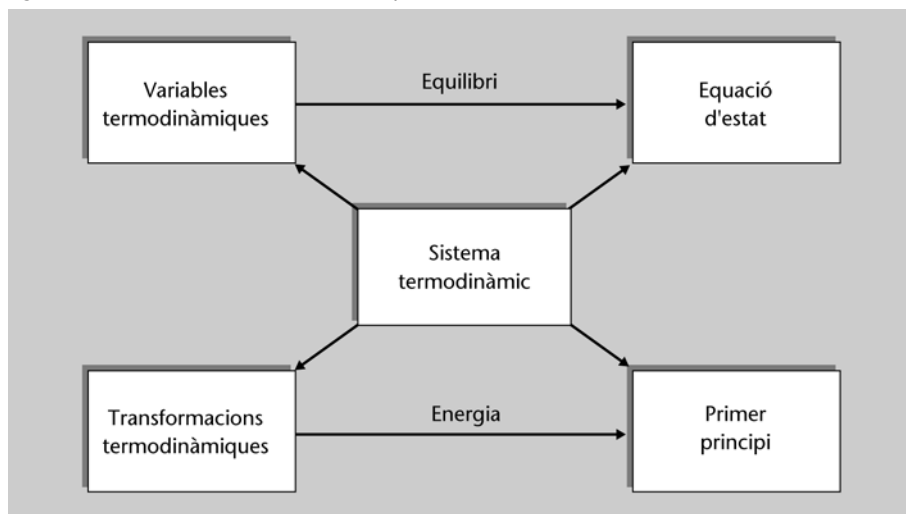 Variables
termodinàmiques
Equilibri
Equació
d'estat
Sistema
termodinàmic
Transformacions
termodinàmiques
Energia
Primer
principi